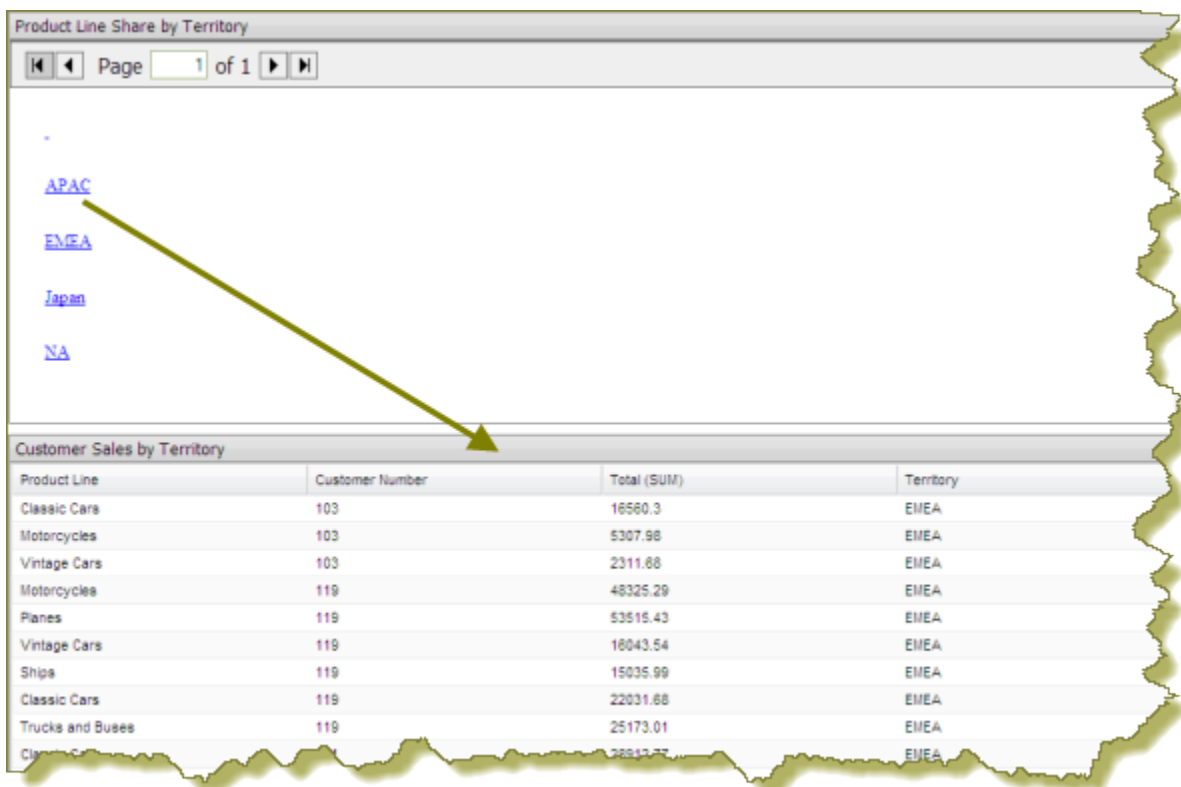 Product Line Share by Territory
Page 1 of 1
-
APAC
EMEA
Japan
NA
Customer Sales by Territory
Product Line Customer Number Total (SUM) Territory
Classic Cars 103 16560.3 EMEA
Motorcycles 103 5307.98 EMEA
Vintage Cars 103 2311.68 EMEA
Motorcycles 119 48325.29 EMEA
Planes 119 53515.43 EMEA
Vintage Cars 119 16043.54 EMEA
Ships 119 15035.99 EMEA
Classic Cars 119 22031.68 EMEA
Trucks and Buses 119 25173.01 EMEA
EMEA